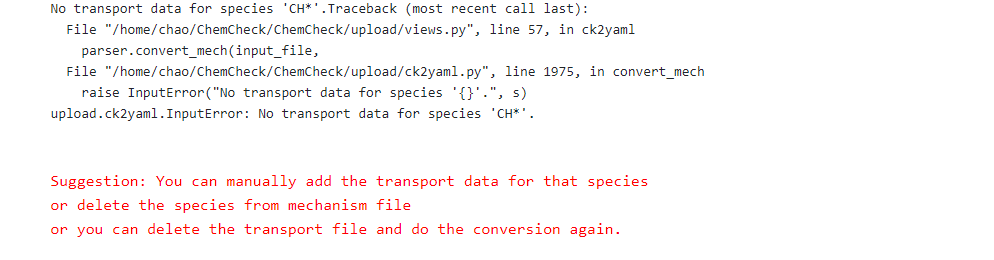 No transport data for species 'CH*'.Traceback (most recent call last):
  File "/home/chao/ChemCheck/ChemCheck/upload/views.py", line 57, in ck2yaml
    parser.convert_mech(input_file,
  File "/home/chao/ChemCheck/ChemCheck/upload/ck2yaml.py", line 1975, in convert_mech
    raise InputError("No transport data for species '{}'.", s)
upload.ck2yaml.InputError: No transport data for species 'CH*'.
Suggestion: You can manually add the transport data for that species
or delete the species from mechanism file
or you can delete the transport file and do the conversion again.